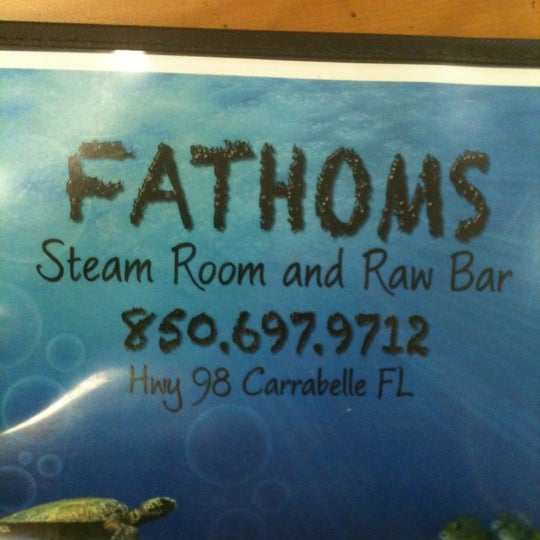 FATHOMS
Steam Room and Raw Bar
850.697.9712
Hwy 98 Carrabelle FL